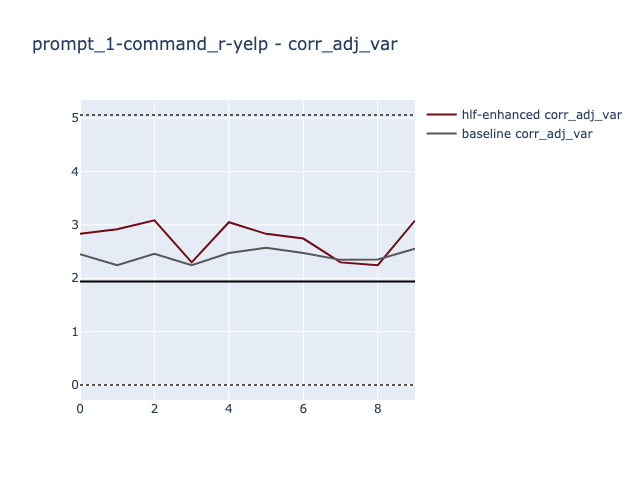 prompt_1-command_r-yelp - corr_adj_var
hlf-enhanced corr_adj_var
baseline corr_adj_var
5
4
3
2
1
0
0 2 4 6 8